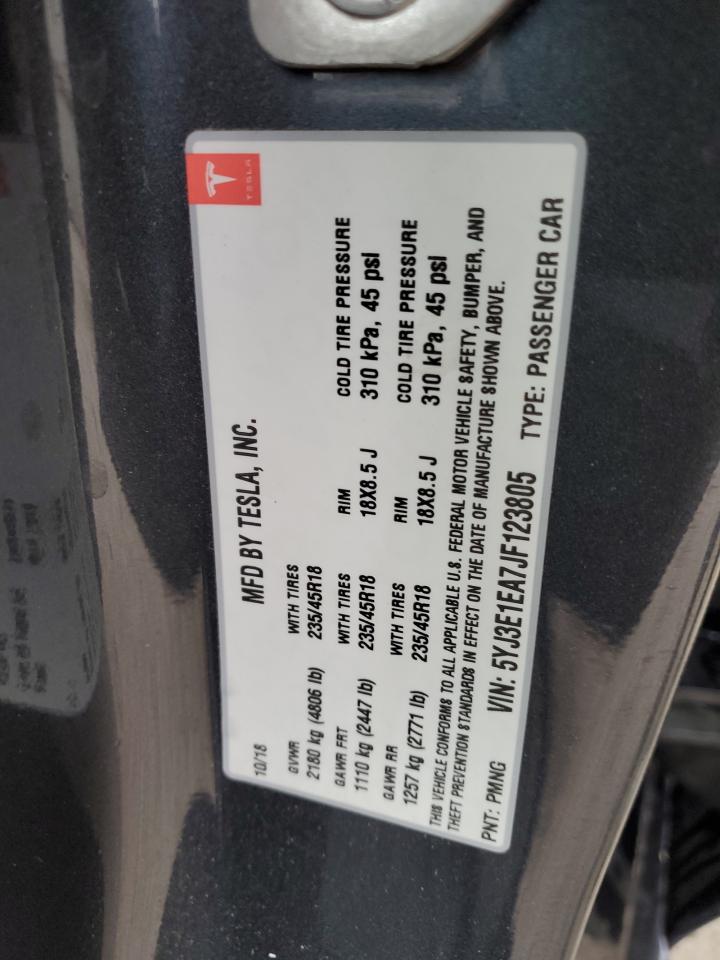 TESLA
MFD BY TESLA, INC.
10/18
GVWR WITH TIRES
2180 kg (4806 lb) 235/45R18
GAWR FRT WITH TIRES RIM COLD TIRE PRESSURE
1110 kg (2447 lb) 235/45R18 18X8.5 J 310 kPa, 45 psI
GAWR RR WITH TIRES RIM COLD TIRE PRESSURE
1257 kg (2771 lb) 235/45R18 18X8.5 J 310 kPa, 45 psI
THIS VEHICLE CONFORMS TO ALL APPLICABLE U.S. FEDERAL MOTOR VEHICLE SAFETY, BUMPER, AND
THEFT PREVENTION STANDARDS IN EFFECT ON THE DATE OF MANUFACTURE SHOWN ABOVE.
PNT: PMNG VIN: 5YJ3E1EA7JF123805 TYPE: PASSENGER CAR